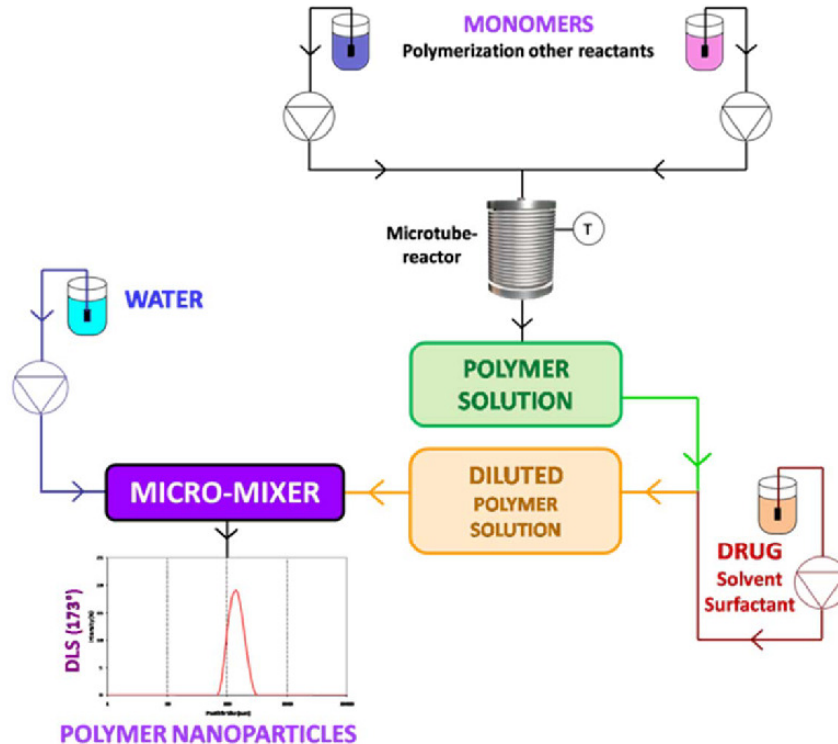 MONOMERS
Polymerization other reactants
Microtube-
reactor
T
WATER
POLYMER
SOLUTION
MICRO-MIXER
DILUTED
POLYMER
SOLUTION
DRUG
Solvent
Surfactant
DLS (173°)
POLYMER NANOPARTICLES